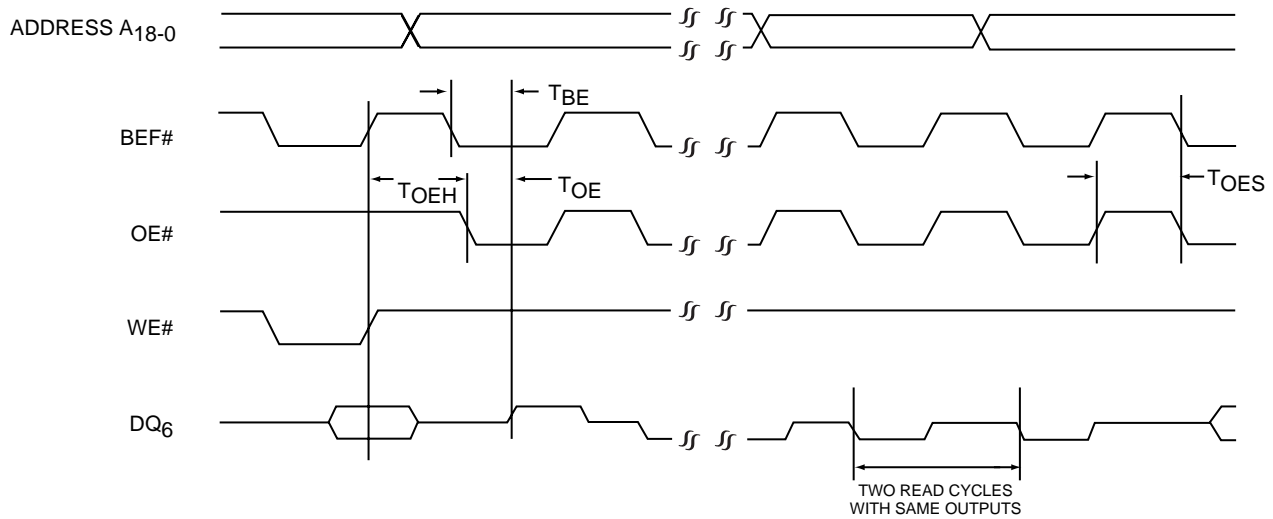 ADDRESS A18-0
TBE
BEF#
TOEH
TOE
TOES
OE#
WE#
DQ6
TWO READ CYCLES
WITH SAME OUTPUTS